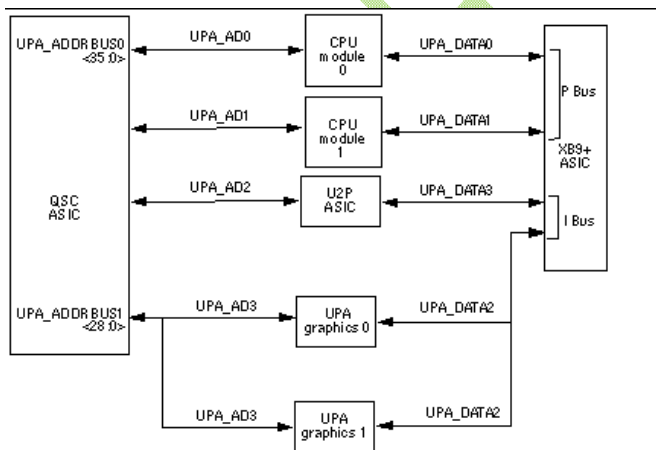 UPA_ADDRBUS0
<35:0>
UPA_AD0
CPU
module
0
UPA_DATA0
P Bus
UPA_AD1
CPU
module
1
UPA_DATA1
XB9+
ASIC
QSC
ASIC
UPA_AD2
U2P
ASIC
UPA_DATA3
I Bus
UPA_ADDRBUS1
<28:0>
UPA_AD3
UPA
graphics 0
UPA_DATA2
UPA_AD3
UPA
graphics 1
UPA_DATA2